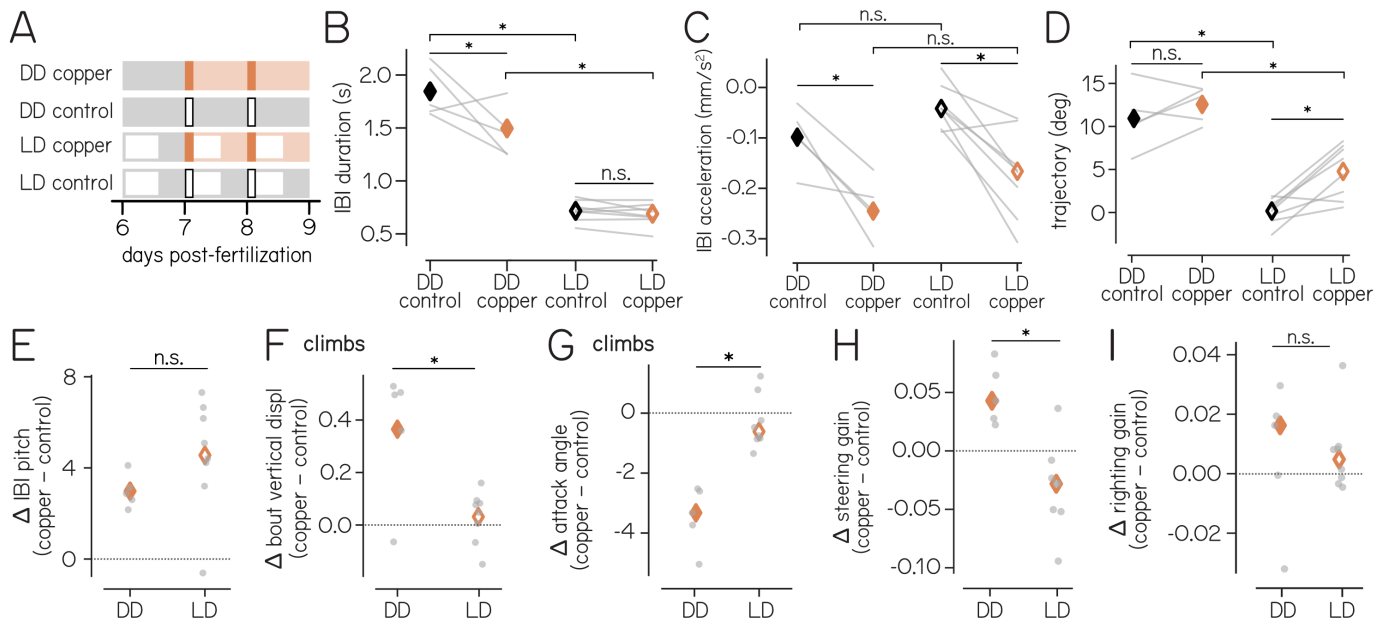 A
DD copper
DD control
LD copper
LD control
6 7 8 9
days post-fertilization
B
IBI duration (s)
2.0
1.5
1.0
0.5
*
*
*
n.s.
DD control
DD copper
LD control
LD copper
C
IBI acceleration (mm/s²)
0.0
-0.1
-0.2
-0.3
n.s.
n.s.
*
*
DD control
DD copper
LD control
LD copper
D
trajectory (deg)
15
10
5
0
*
n.s.
*
*
DD control
DD copper
LD control
LD copper
E
Δ IBI pitch
(copper – control)
8
4
0
n.s.
DD LD
F
climbs
Δ bout vertical displ
(copper – control)
0.4
0.2
0.0
*
DD LD
G
climbs
Δ attack angle
(copper – control)
0
-2
-4
*
DD LD
H
Δ steering gain
(copper – control)
0.05
0.00
-0.05
-0.10
*
DD LD
I
Δ righting gain
(copper – control)
0.04
0.02
0.00
-0.02
n.s.
DD LD